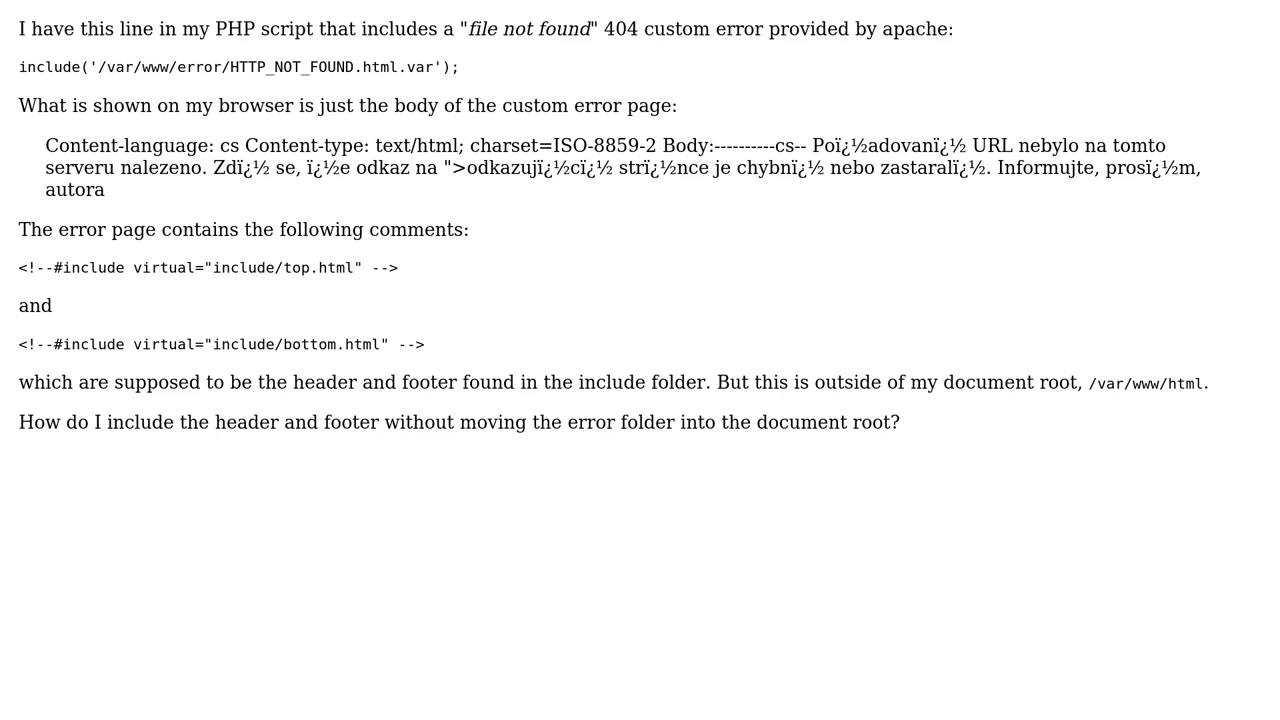 I have this line in my PHP script that includes a "file not found" 404 custom error provided by apache:
include('/var/www/error/HTTP_NOT_FOUND.html.var');
What is shown on my browser is just the body of the custom error page:
Content-language: cs Content-type: text/html; charset=ISO-8859-2 Body:----------cs-- Poï¿½adovanï¿½ URL nebylo na tomto
serveru nalezeno. Zdï¿½ se, ï¿½e odkaz na ">odkazujï¿½cï¿½ strï¿½nce je chybnï¿½ nebo zastaralï¿½. Informujte, prosï¿½m,
autora
The error page contains the following comments:
<!--#include virtual="include/top.html" -->
and
<!--#include virtual="include/bottom.html" -->
which are supposed to be the header and footer found in the include folder. But this is outside of my document root, /var/www/html.
How do I include the header and footer without moving the error folder into the document root?